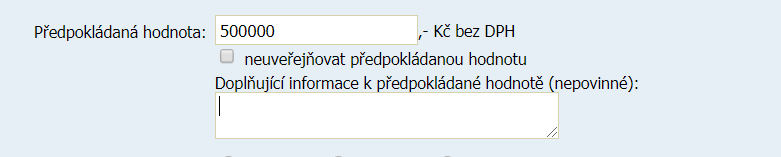 Předpokládaná hodnota: 500000 ,- Kč bez DPH
neuveřejňovat předpokládanou hodnotu
Doplňující informace k předpokládané hodnotě (nepovinné):